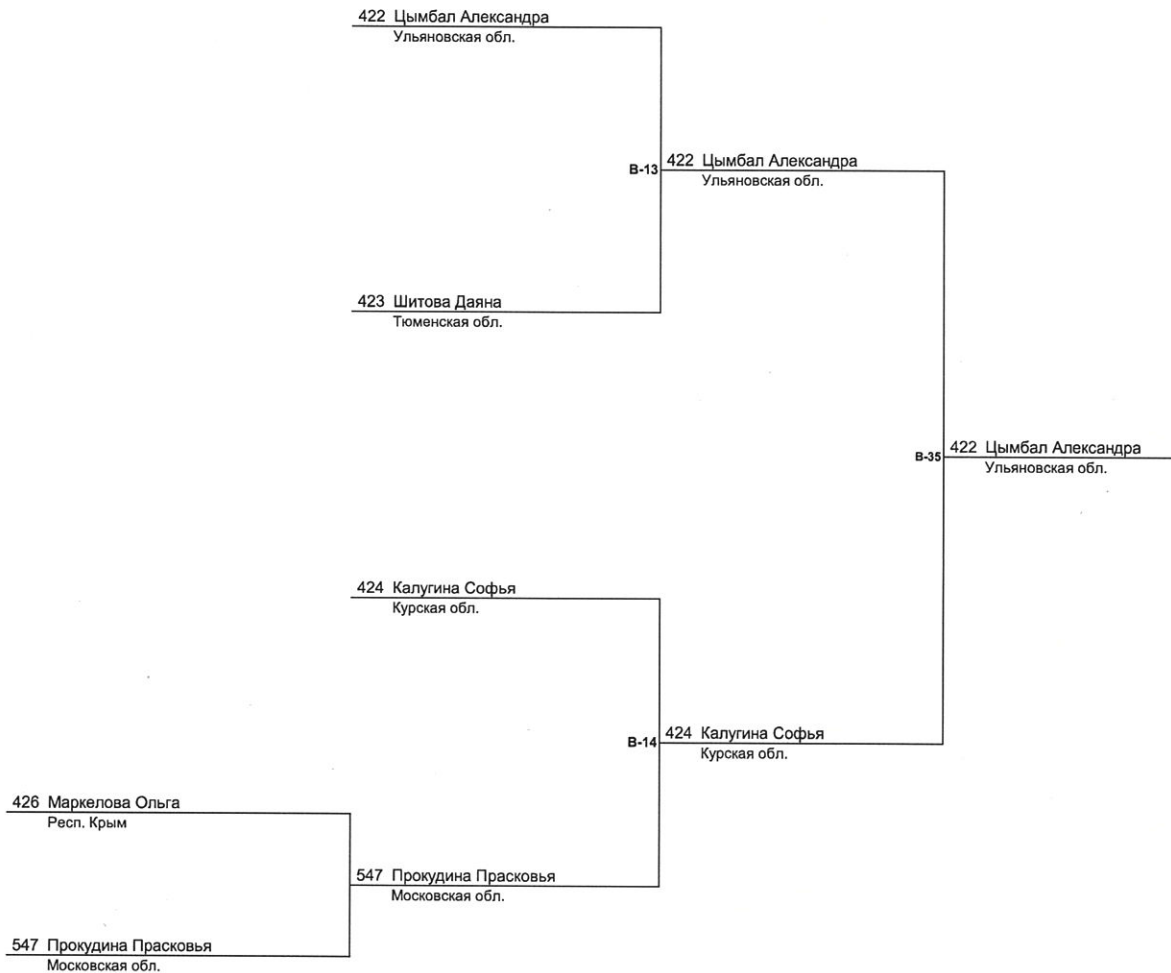 422 Цымбал Александра
Ульяновская обл.
B-13
422 Цымбал Александра
Ульяновская обл.
423 Шитова Даяна
Тюменская обл.
B-35
422 Цымбал Александра
Ульяновская обл.
424 Калугина Софья
Курская обл.
B-14
424 Калугина Софья
Курская обл.
426 Маркелова Ольга
Респ. Крым
547 Прокудина Прасковья
Московская обл.
547 Прокудина Прасковья
Московская обл.